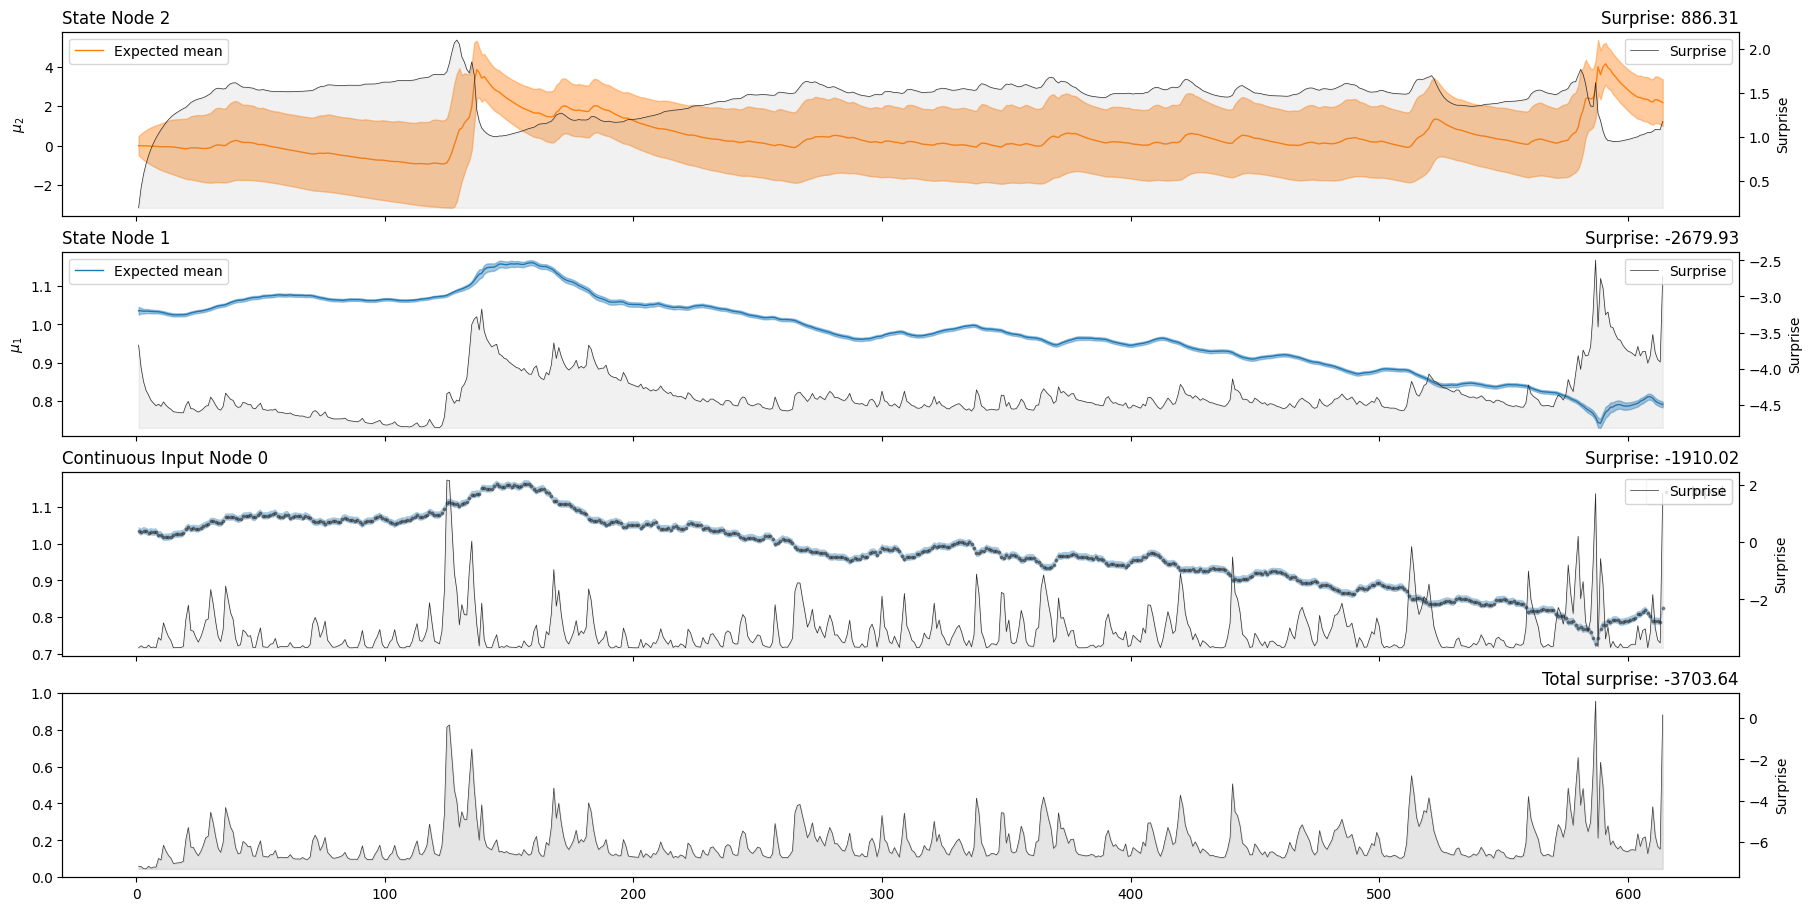 State Node 2
Surprise: 886.31
Expected mean
Surprise
4
2
0
−2
μ2
2.0
1.5
1.0
0.5
Surprise
State Node 1
Surprise: -2679.93
Expected mean
Surprise
1.1
1.0
0.9
0.8
μ1
−2.5
−3.0
−3.5
−4.0
−4.5
Surprise
Continuous Input Node 0
Surprise: -1910.02
Surprise
1.1
1.0
0.9
0.8
0.7
2
0
−2
Surprise
Total surprise: -3703.64
1.0
0.8
0.6
0.4
0.2
0.0
0
−2
−4
−6
Surprise
0
100
200
300
400
500
600